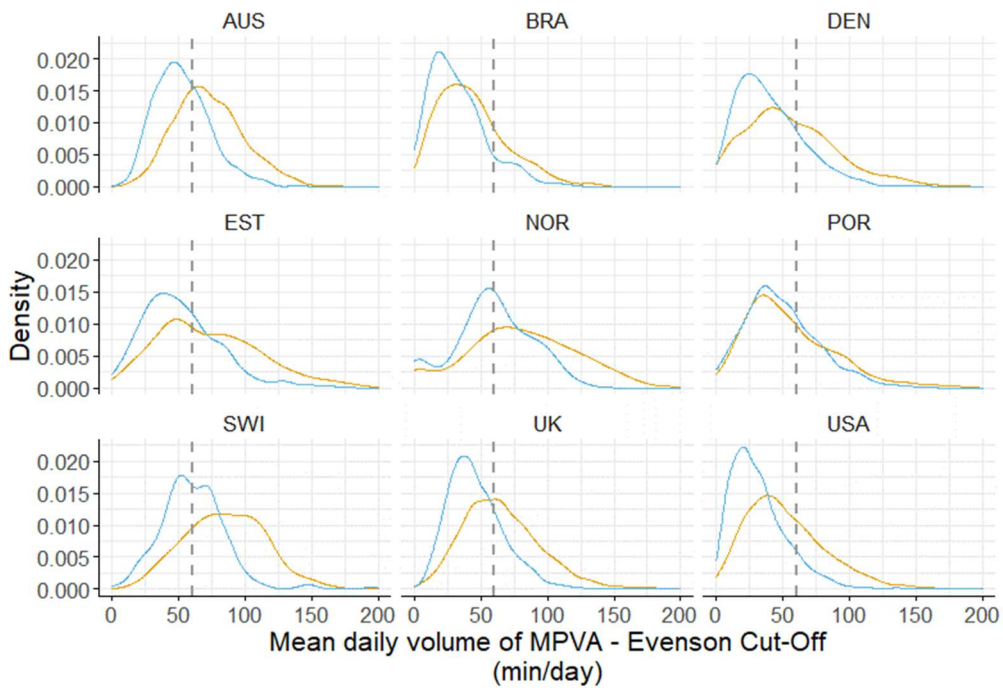 AUS BRA DEN
0.020
0.015
0.010
0.005
0.000
EST NOR POR
0.020
0.015
0.010
0.005
0.000
Density
SWI UK USA
0.020
0.015
0.010
0.005
0.000
0 50 100 150 200 0 50 100 150 200 0 50 100 150 200
Mean daily volume of MPVA - Evenson Cut-Off
(min/day)